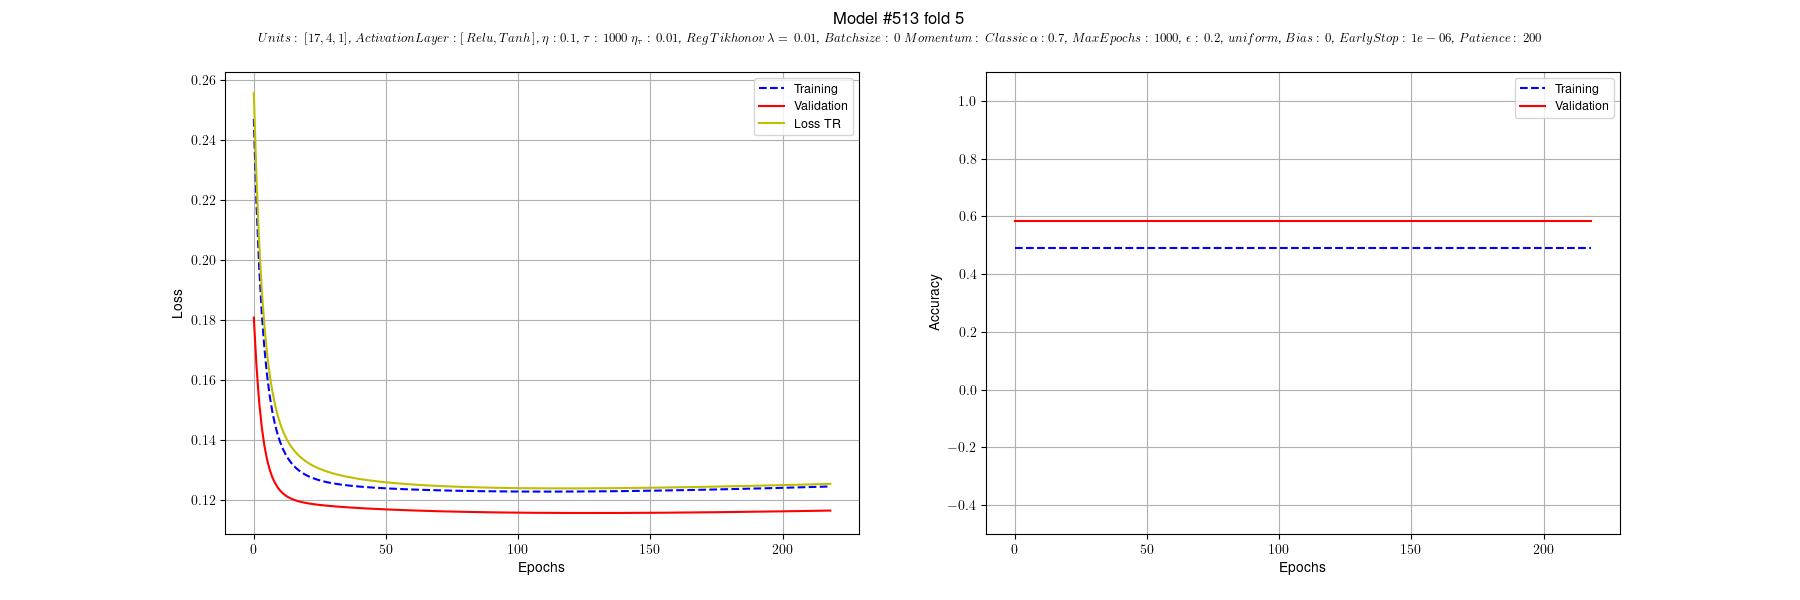 Model #513 fold 5
Units : [17, 4, 1], ActivationLayer : [Relu, Tanh], η : 0.1, τ : 1000 ητ : 0.01, RegTikhonov λ = 0.01, Batchsize : 0 Momentum : Classic α : 0.7, MaxEpochs : 1000, ϵ : 0.2, uniform, Bias : 0, EarlyStop : 1e − 06, Patience : 200
0.26
0.24
0.22
0.20
0.18
0.16
0.14
0.12
Loss
0 50 100 150 200
Epochs
Training
Validation
Loss TR
1.0
0.8
0.6
0.4
0.2
0.0
−0.2
−0.4
Accuracy
0 50 100 150 200
Epochs
Training
Validation